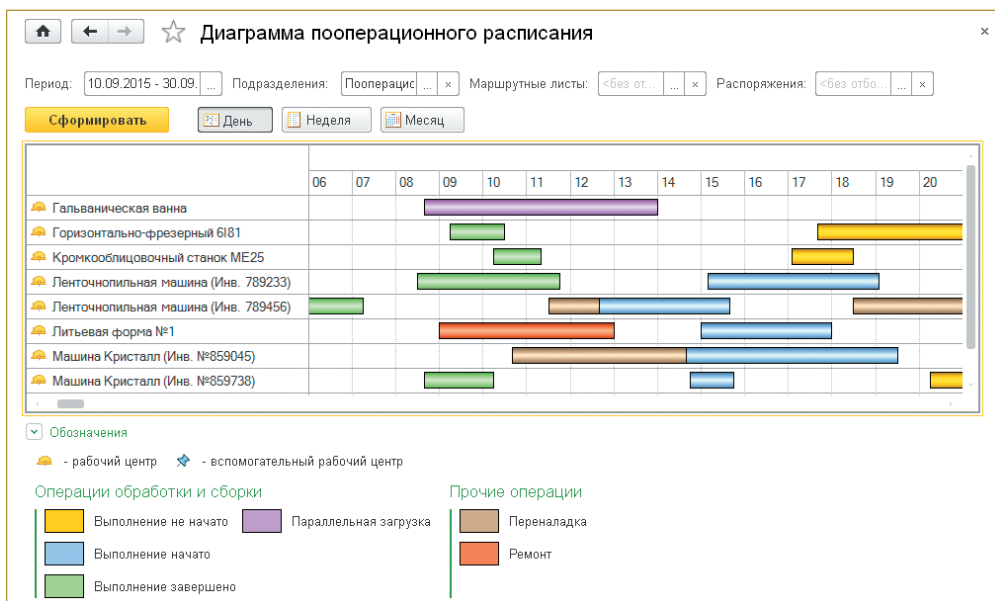 Диаграмма пооперационного расписания
Период: 10.09.2015 - 30.09. ... Подразделения: Пооперацис ... × Маршрутные листы: <без от... ... × Распоряжения: <без отбо... ... ×
Сформировать День Неделя Месяц
06 07 08 09 10 11 12 13 14 15 16 17 18 19 20
Гальваническая ванна
Горизонтально-фрезерный 6I81
Кромкооблицовочный станок ME25
Ленточнопильная машина (Инв. 789233)
Ленточнопильная машина (Инв. 789456)
Литьевая форма №1
Машина Кристалл (Инв. №859045)
Машина Кристалл (Инв. №859738)
Обозначения
- рабочий центр - вспомогательный рабочий центр
Операции обработки и сборки Прочие операции
Выполнение не начато Параллельная загрузка Переналадка
Выполнение начато Ремонт
Выполнение завершено